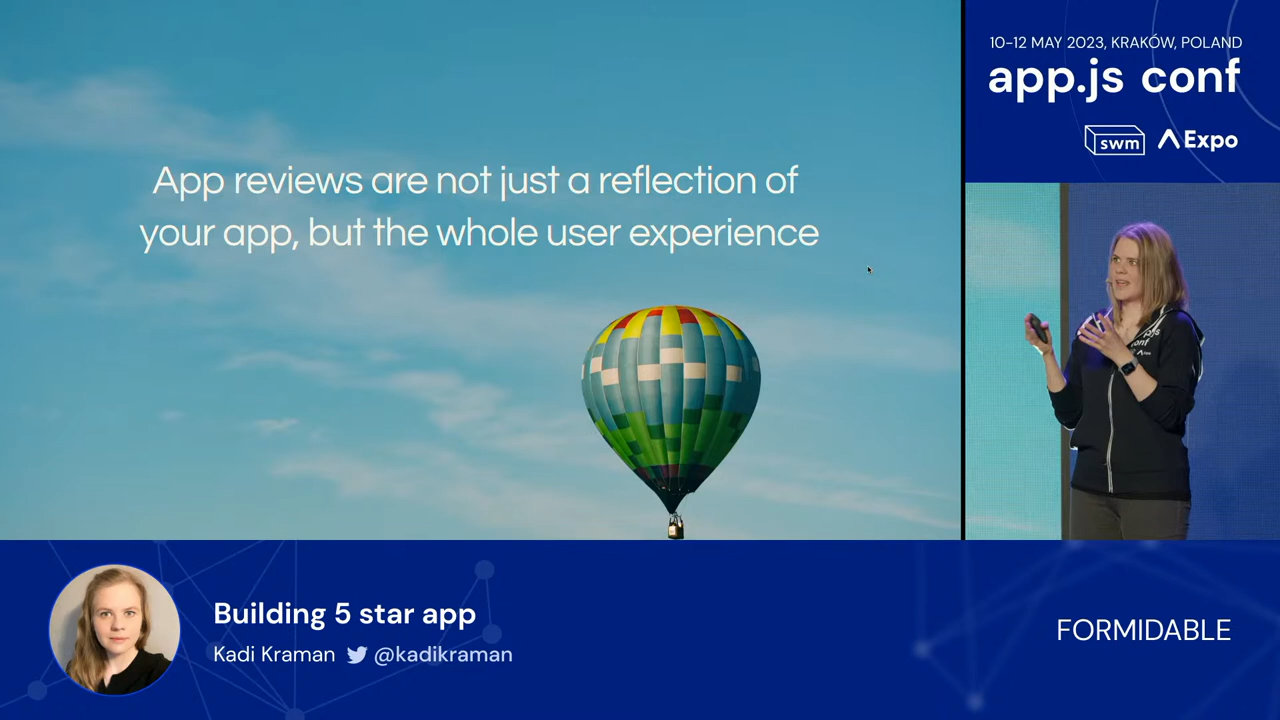 App reviews are not just a reflection of
your app, but the whole user experience
10-12 MAY 2023, KRAKÓW, POLAND
app.js conf
swm
Expo
conf
Building 5 star app
Kadi Kraman @kadikraman
FORMIDABLE